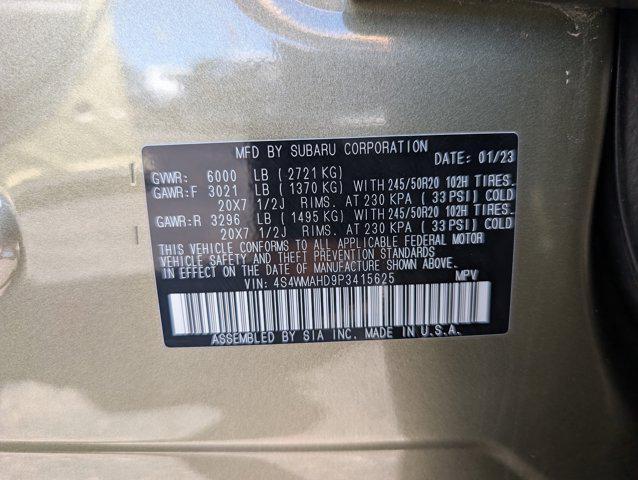 MFD BY SUBARU CORPORATION
DATE: 01/23
GVWR: 6000 LB ( 2721 KG)
GAWR:F 3021 LB ( 1370 KG) WITH 245/50R20 102H TIRES.
20X7 1/2J RIMS. AT 230 KPA ( 33 PSI) COLD
GAWR:R 3296 LB ( 1495 KG) WITH 245/50R20 102H TIRES.
20X7 1/2J RIMS. AT 230 KPA ( 33 PSI) COLD
THIS VEHICLE CONFORMS TO ALL APPLICABLE FEDERAL MOTOR
VEHICLE SAFETY AND THEFT PREVENTION STANDARDS
IN EFFECT ON THE DATE OF MANUFACTURE SHOWN ABOVE.
VIN: 4S4WMAHD9P3415625 MPV
ASSEMBLED BY SIA INC. MADE IN U.S.A.